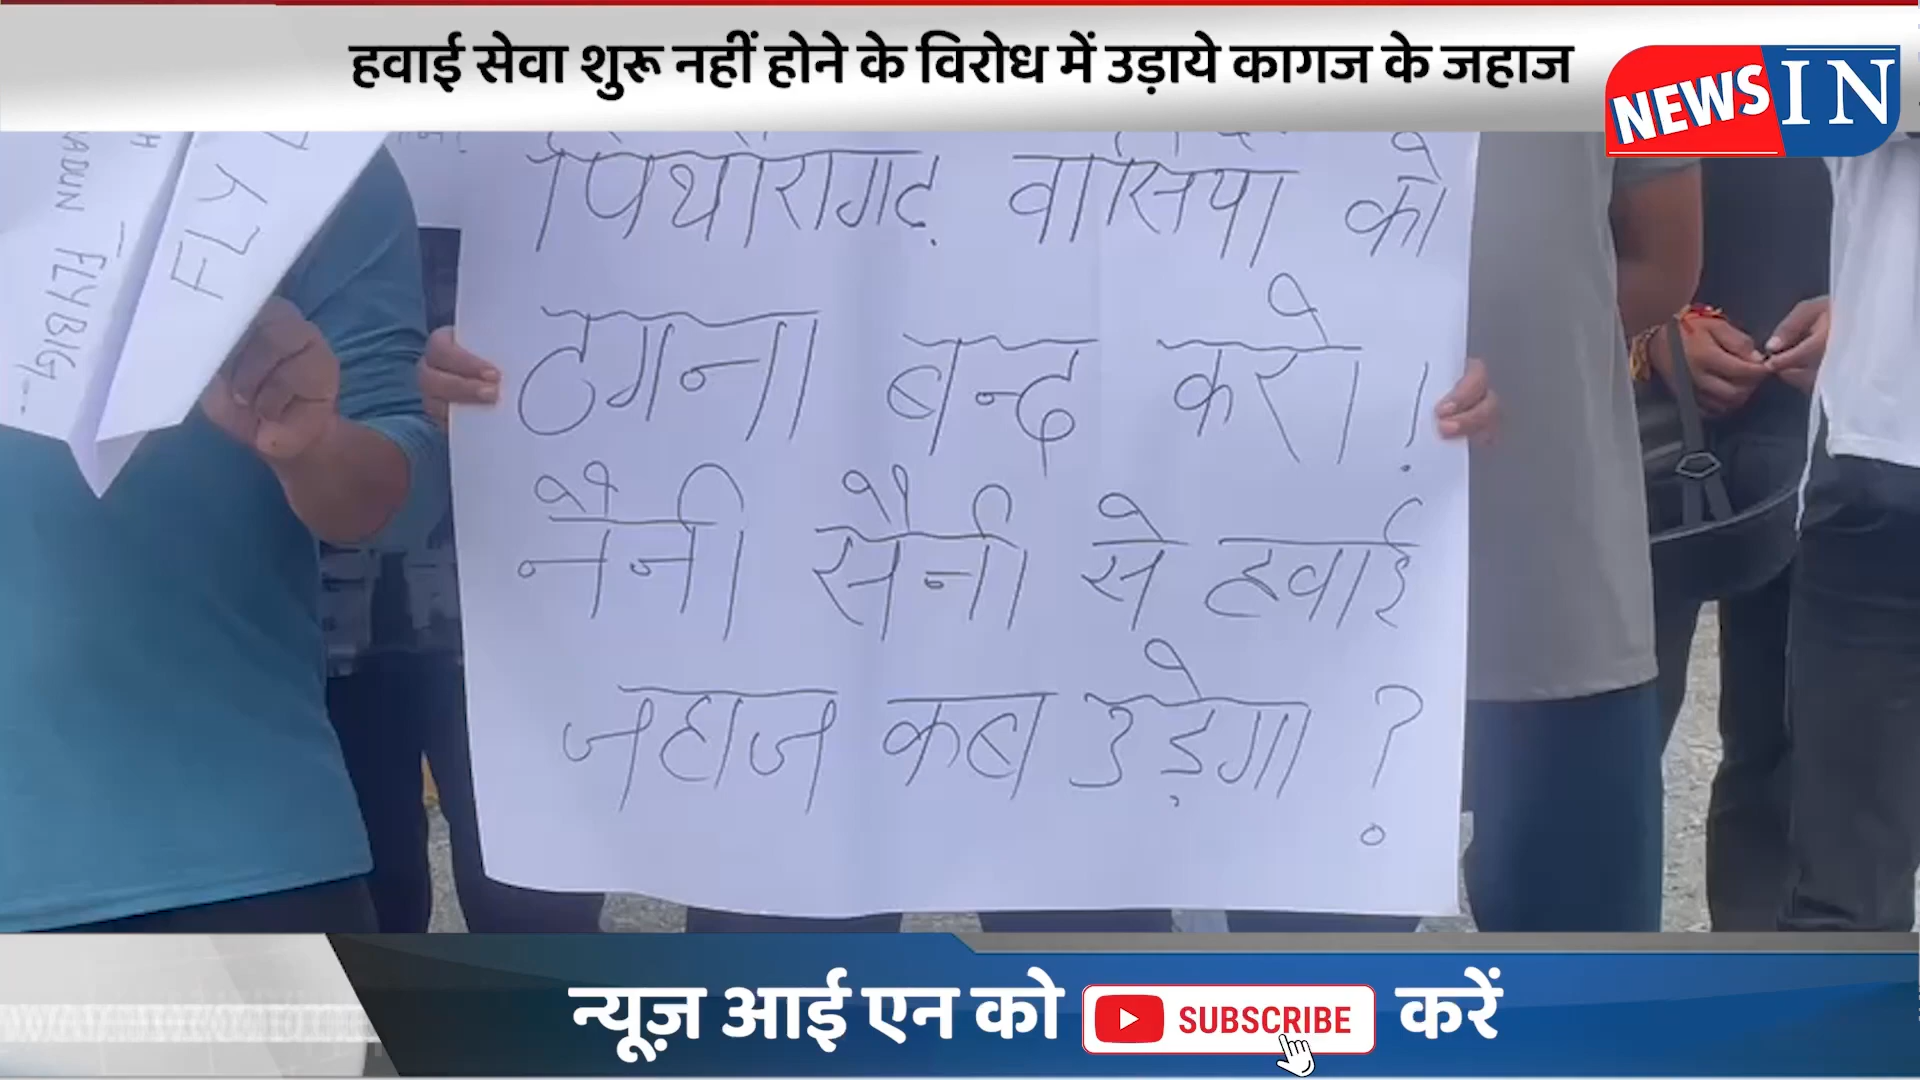 हवाई सेवा शुरू नहीं होने के विरोध में उड़ाये कागज के जहाज
NEWS IN
FLY
FLYBIG
पिथौरागढ़ वासियों को
ठगना बन्द करो!
नैनी सैनी से हवाई
जहाज कब उड़ेगा ?
न्यूज़ आई एन को SUBSCRIBE करें